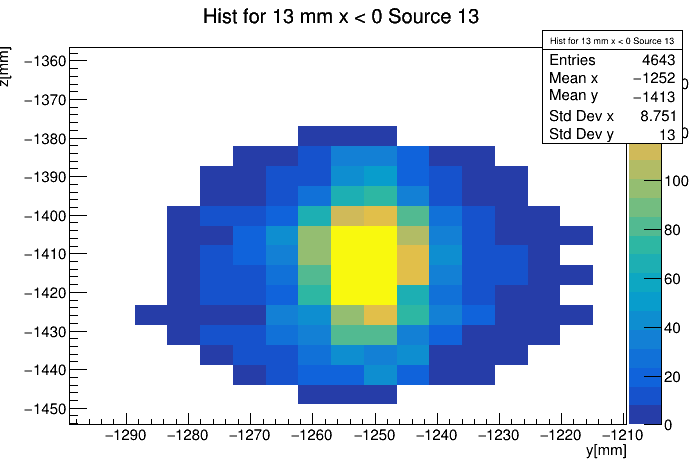 Hist for 13 mm x < 0 Source 13
z[mm]
Hist for 13 mm x < 0 Source 13
Entries 4643
Mean x −1252
Mean y −1413
Std Dev x 8.751
Std Dev y 13
−1360
−1370
−1380
−1390
−1400
−1410
−1420
−1430
−1440
−1450
−1290
−1280
−1270
−1260
−1250
−1240
−1230
−1220
−1210
y[mm]
100
80
60
40
20
0